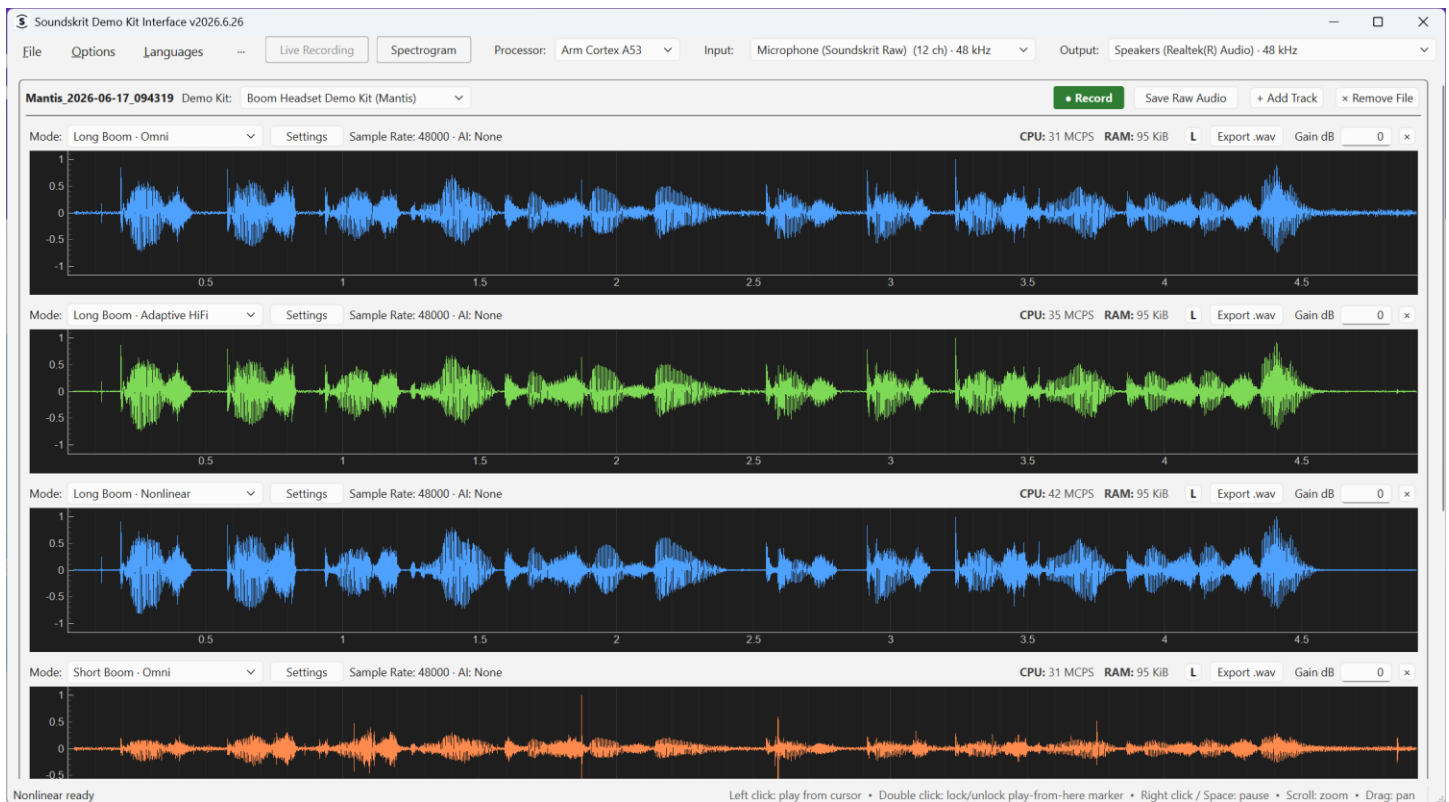 Soundskrit Demo Kit Interface v2026.6.26
File Options Languages ... Live Recording Spectrogram Processor: Arm Cortex A53 Input: Microphone (Soundskrit Raw) (12 ch) · 48 kHz Output: Speakers (Realtek(R) Audio) · 48 kHz
Mantis_2026-06-17_094319 Demo Kit: Boom Headset Demo Kit (Mantis) ● Record Save Raw Audio + Add Track × Remove File
Mode: Long Boom · Omni Settings Sample Rate: 48000 · AI: None CPU: 31 MCPS RAM: 95 KiB L Export .wav Gain dB 0 ×
1
0.5
0
-0.5
-1
0.5 1 1.5 2 2.5 3 3.5 4 4.5
Mode: Long Boom · Adaptive HiFi Settings Sample Rate: 48000 · AI: None CPU: 35 MCPS RAM: 95 KiB L Export .wav Gain dB 0 ×
1
0.5
0
-0.5
-1
0.5 1 1.5 2 2.5 3 3.5 4 4.5
Mode: Long Boom · Nonlinear Settings Sample Rate: 48000 · AI: None CPU: 42 MCPS RAM: 95 KiB L Export .wav Gain dB 0 ×
1
0.5
0
-0.5
-1
0.5 1 1.5 2 2.5 3 3.5 4 4.5
Mode: Short Boom · Omni Settings Sample Rate: 48000 · AI: None CPU: 31 MCPS RAM: 95 KiB L Export .wav Gain dB 0 ×
1
0.5
0
-0.5
Nonlinear ready Left click: play from cursor • Double click: lock/unlock play-from-here marker • Right click / Space: pause • Scroll: zoom • Drag: pan